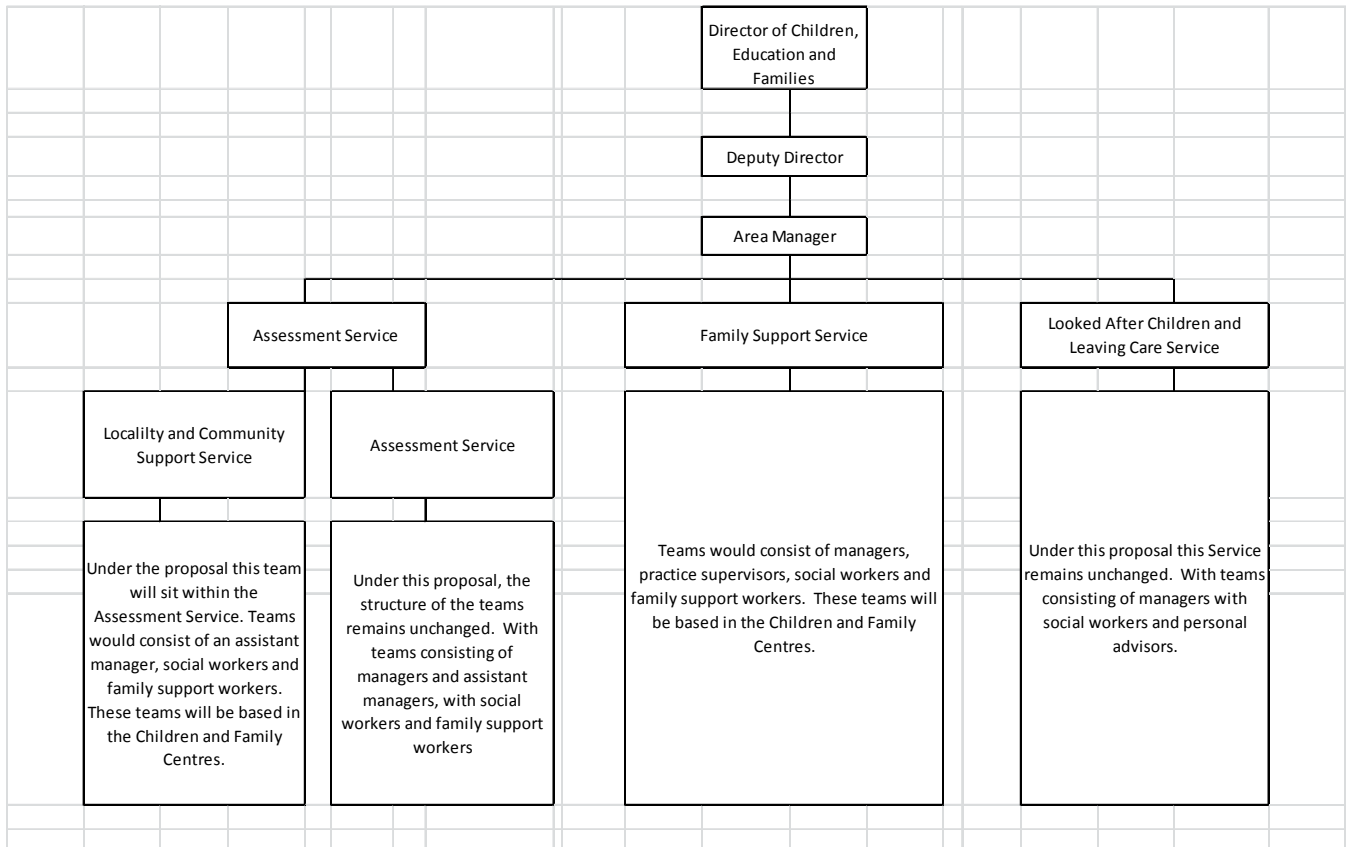 Director of Children,
Education and
Families
Deputy Director
Area Manager
Assessment Service
Family Support Service
Looked After Children and
Leaving Care Service
Localilty and Community
Support Service
Assessment Service
Under the proposal this team
will sit within the
Assessment Service. Teams
would consist of an assistant
manager, social workers and
family support workers.
These teams will be based in
the Children and Family
Centres.
Under this proposal, the
structure of the teams
remains unchanged.  With
teams consisting of
managers and assistant
managers, with social
workers and family support
workers
Teams would consist of managers,
practice supervisors, social workers and
family support workers.  These teams will
be based in the Children and Family
Centres.
Under this proposal this Service
remains unchanged.  With teams
consisting of managers with
social workers and personal
advisors.